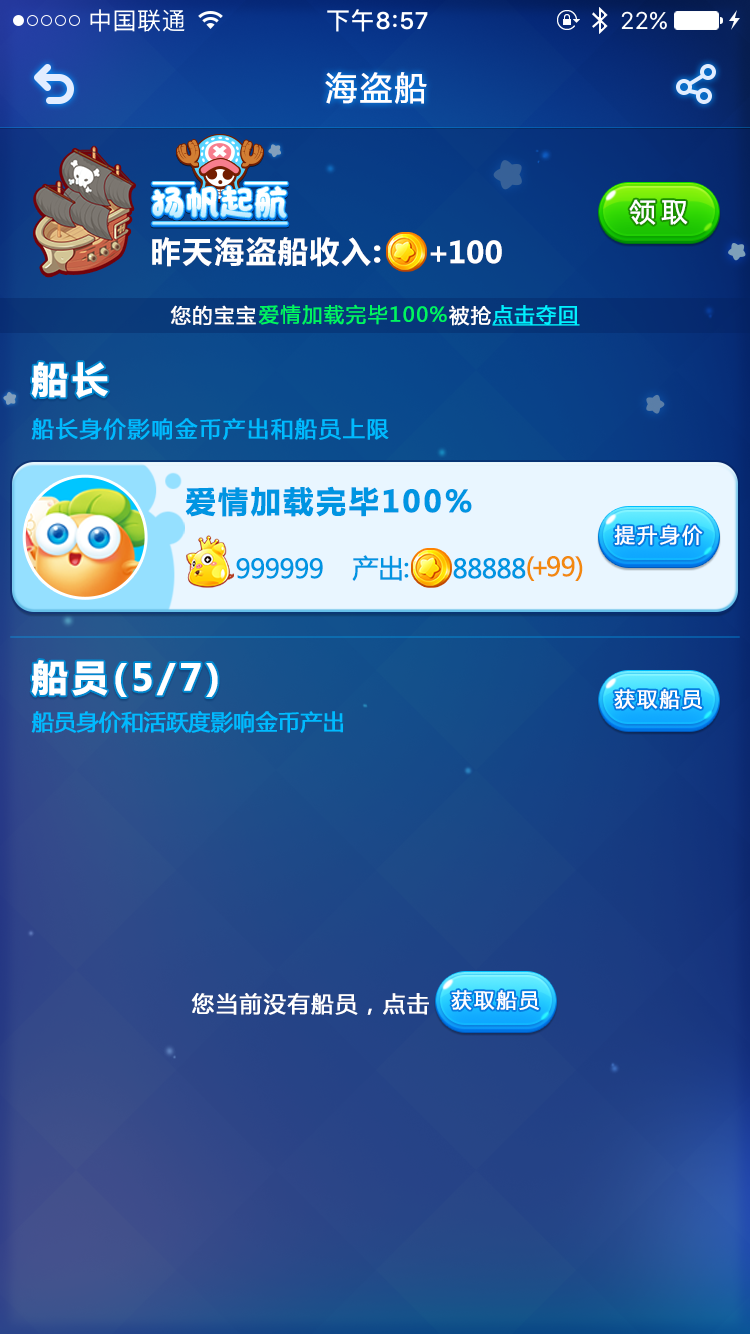 中国联通 下午8:57 22%
海盗船
扬帆起航
昨天海盗船收入:+100
领取
您的宝宝爱情加载完毕100%被抢点击夺回
船长
船长身价影响金币产出和船员上限
爱情加载完毕100%
999999 产出:88888(+99)
提升身价
船员(5/7)
船员身价和活跃度影响金币产出
获取船员
您当前没有船员，点击 获取船员